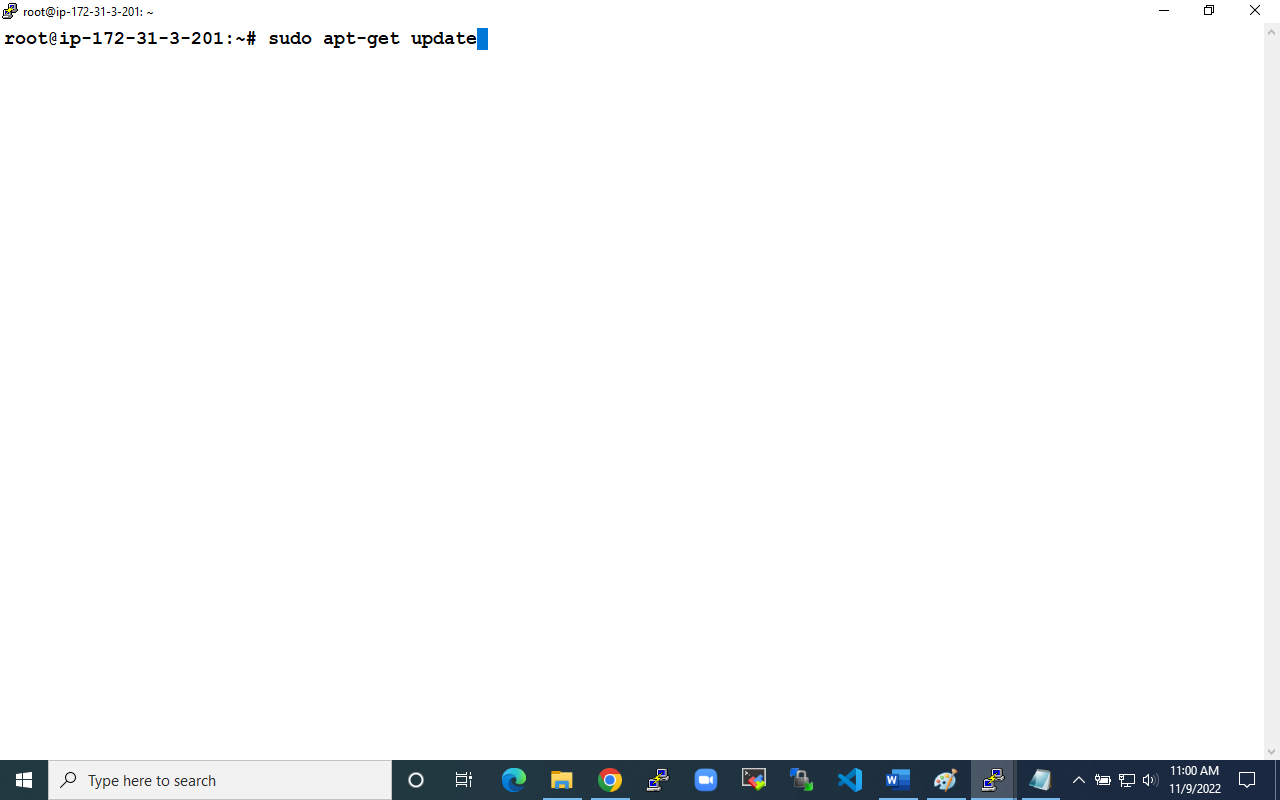 root@ip-172-31-3-201: ~
root@ip-172-31-3-201:~# sudo apt-get update
Type here to search
11:00 AM
11/9/2022